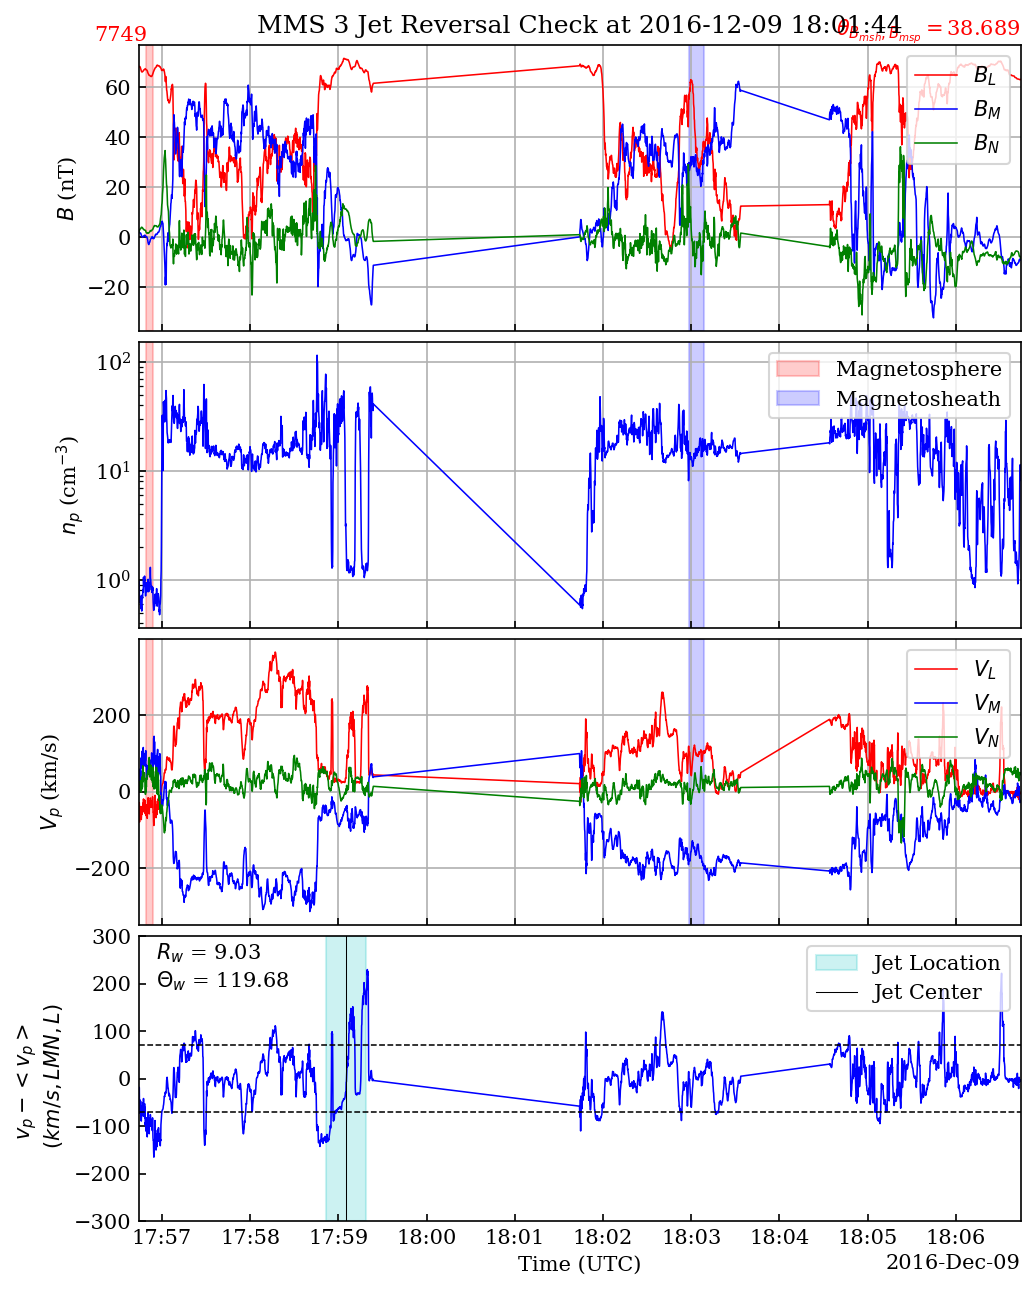 MMS 3 Jet Reversal Check at 2016-12-09 18:01:44
7749
θ_{B_{msh}, B_{msp}} = 38.689
B (nT)
60
40
20
0
−20
B_L
B_M
B_N
n_p (cm^{−3})
10^2
10^1
10^0
Magnetosphere
Magnetosheath
V_p (km/s)
200
0
−200
V_L
V_M
V_N
v_p − < v_p >
(km/s, LMN, L)
300
200
100
0
−100
−200
−300
R_w = 9.03
Θ_w = 119.68
Jet Location
Jet Center
17:57 17:58 17:59 18:00 18:01 18:02 18:03 18:04 18:05 18:06
Time (UTC)
2016-Dec-09